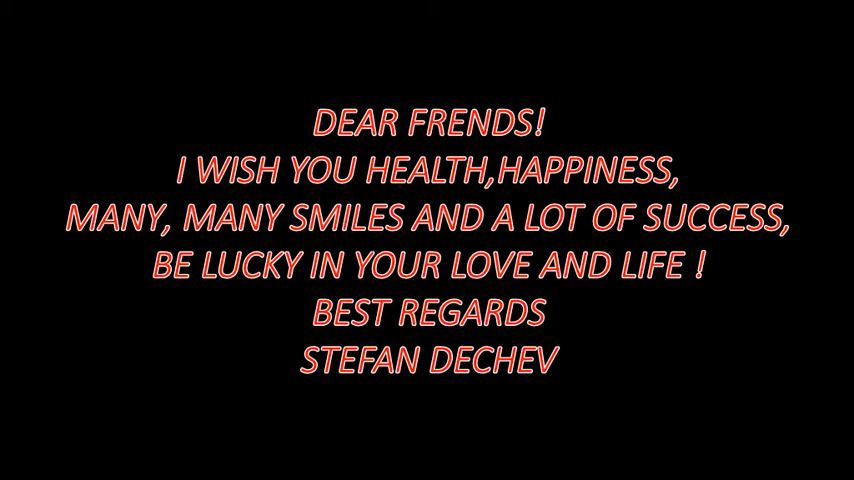 DEAR FRENDS!
I WISH YOU HEALTH,HAPPINESS,
MANY, MANY SMILES AND A LOT OF SUCCESS,
BE LUCKY IN YOUR LOVE AND LIFE !
BEST REGARDS
STEFAN DECHEV